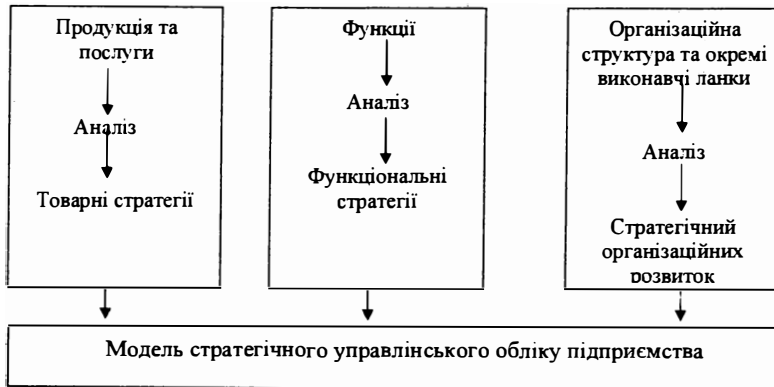 Продукція та
послуги
Аналіз
Товарні стратегії
Функції
Аналіз
Функціональні
стратегії
Організаційна
структура та окремі
виконавчі ланки
Аналіз
Стратегічний
організаційних
розвиток
Модель стратегічного управлінського обліку підприємства